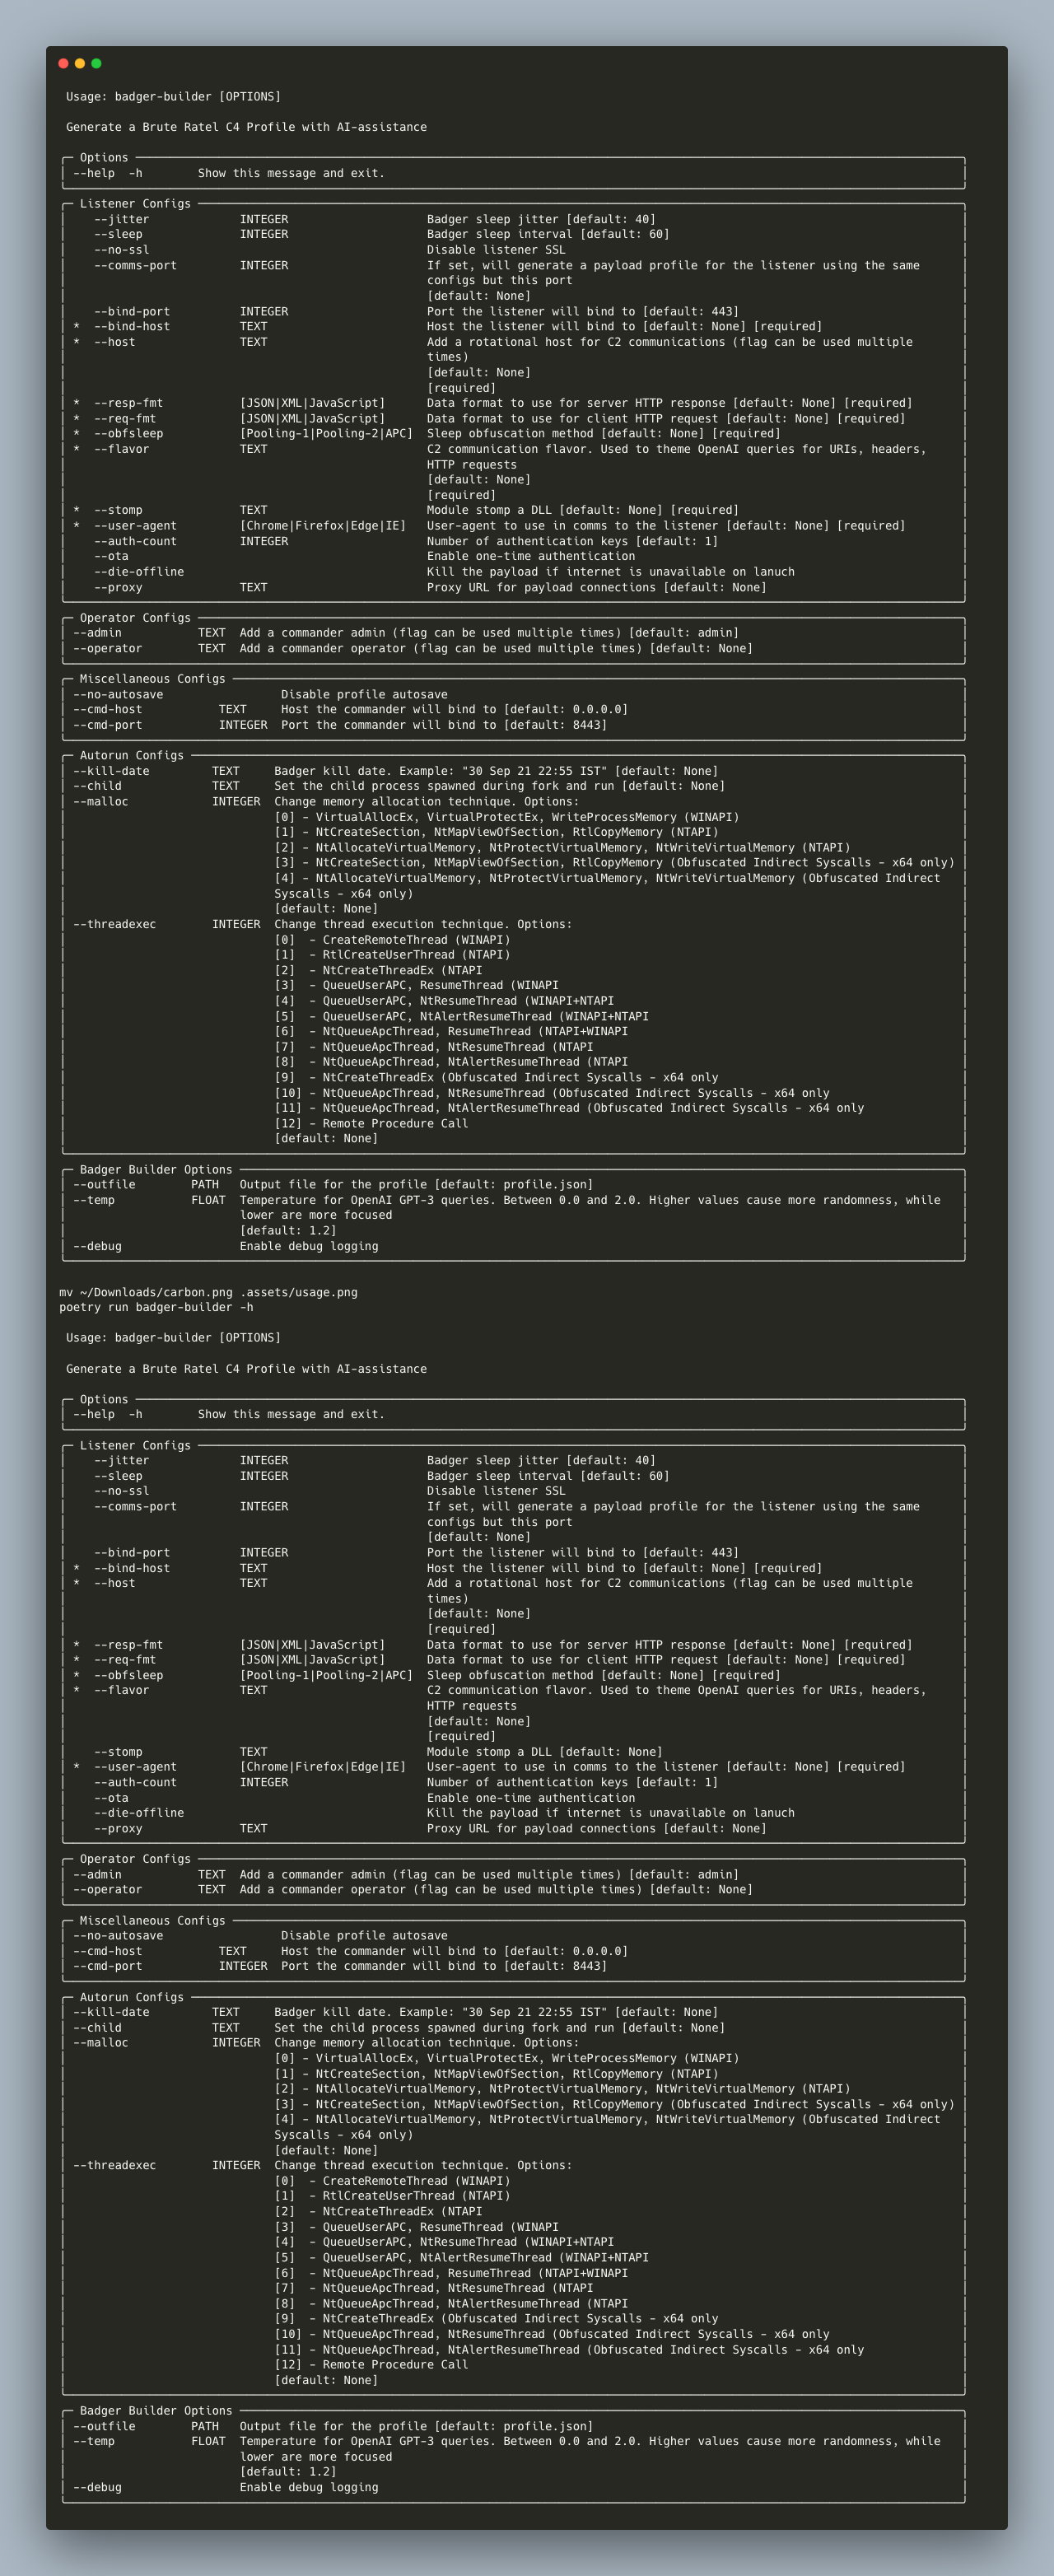 Usage: badger-builder [OPTIONS]
Generate a Brute Ratel C4 Profile with AI-assistance
Options
--help  -h        Show this message and exit.
Listener Configs
--jitter             INTEGER                    Badger sleep jitter [default: 40]
--sleep              INTEGER                    Badger sleep interval [default: 60]
--no-ssl                                        Disable listener SSL
--comms-port         INTEGER                    If set, will generate a payload profile for the listener using the same
configs but this port
[default: None]
--bind-port          INTEGER                    Port the listener will bind to [default: 443]
*  --bind-host          TEXT                       Host the listener will bind to [default: None] [required]
*  --host               TEXT                       Add a rotational host for C2 communications (flag can be used multiple
times)
[default: None]
[required]
*  --resp-fmt           [JSON|XML|JavaScript]      Data format to use for server HTTP response [default: None] [required]
*  --req-fmt            [JSON|XML|JavaScript]      Data format to use for client HTTP request [default: None] [required]
*  --obfsleep           [Pooling-1|Pooling-2|APC]  Sleep obfuscation method [default: None] [required]
*  --flavor             TEXT                       C2 communication flavor. Used to theme OpenAI queries for URIs, headers,
HTTP requests
[default: None]
[required]
*  --stomp              TEXT                       Module stomp a DLL [default: None] [required]
*  --user-agent         [Chrome|Firefox|Edge|IE]   User-agent to use in comms to the listener [default: None] [required]
--auth-count         INTEGER                    Number of authentication keys [default: 1]
--ota                                           Enable one-time authentication
--die-offline                                   Kill the payload if internet is unavailable on lanuch
--proxy              TEXT                       Proxy URL for payload connections [default: None]
Operator Configs
--admin           TEXT  Add a commander admin (flag can be used multiple times) [default: admin]
--operator        TEXT  Add a commander operator (flag can be used multiple times) [default: None]
Miscellaneous Configs
--no-autosave                 Disable profile autosave
--cmd-host           TEXT     Host the commander will bind to [default: 0.0.0.0]
--cmd-port           INTEGER  Port the commander will bind to [default: 8443]
Autorun Configs
--kill-date         TEXT     Badger kill date. Example: "30 Sep 21 22:55 IST" [default: None]
--child             TEXT     Set the child process spawned during fork and run [default: None]
--malloc            INTEGER  Change memory allocation technique. Options:
[0] - VirtualAllocEx, VirtualProtectEx, WriteProcessMemory (WINAPI)
[1] - NtCreateSection, NtMapViewOfSection, RtlCopyMemory (NTAPI)
[2] - NtAllocateVirtualMemory, NtProtectVirtualMemory, NtWriteVirtualMemory (NTAPI)
[3] - NtCreateSection, NtMapViewOfSection, RtlCopyMemory (Obfuscated Indirect Syscalls - x64 only)
[4] - NtAllocateVirtualMemory, NtProtectVirtualMemory, NtWriteVirtualMemory (Obfuscated Indirect
Syscalls - x64 only)
[default: None]
--threadexec        INTEGER  Change thread execution technique. Options:
[0]  - CreateRemoteThread (WINAPI)
[1]  - RtlCreateUserThread (NTAPI)
[2]  - NtCreateThreadEx (NTAPI
[3]  - QueueUserAPC, ResumeThread (WINAPI
[4]  - QueueUserAPC, NtResumeThread (WINAPI+NTAPI
[5]  - QueueUserAPC, NtAlertResumeThread (WINAPI+NTAPI
[6]  - NtQueueApcThread, ResumeThread (NTAPI+WINAPI
[7]  - NtQueueApcThread, NtResumeThread (NTAPI
[8]  - NtQueueApcThread, NtAlertResumeThread (NTAPI
[9]  - NtCreateThreadEx (Obfuscated Indirect Syscalls - x64 only
[10] - NtQueueApcThread, NtResumeThread (Obfuscated Indirect Syscalls - x64 only
[11] - NtQueueApcThread, NtAlertResumeThread (Obfuscated Indirect Syscalls - x64 only
[12] - Remote Procedure Call
[default: None]
Badger Builder Options
--outfile        PATH   Output file for the profile [default: profile.json]
--temp           FLOAT  Temperature for OpenAI GPT-3 queries. Between 0.0 and 2.0. Higher values cause more randomness, while
lower are more focused
[default: 1.2]
--debug                 Enable debug logging
mv ~/Downloads/carbon.png .assets/usage.png
poetry run badger-builder -h
Usage: badger-builder [OPTIONS]
Generate a Brute Ratel C4 Profile with AI-assistance
Options
--help  -h        Show this message and exit.
Listener Configs
--jitter             INTEGER                    Badger sleep jitter [default: 40]
--sleep              INTEGER                    Badger sleep interval [default: 60]
--no-ssl                                        Disable listener SSL
--comms-port         INTEGER                    If set, will generate a payload profile for the listener using the same
configs but this port
[default: None]
--bind-port          INTEGER                    Port the listener will bind to [default: 443]
*  --bind-host          TEXT                       Host the listener will bind to [default: None] [required]
*  --host               TEXT                       Add a rotational host for C2 communications (flag can be used multiple
times)
[default: None]
[required]
*  --resp-fmt           [JSON|XML|JavaScript]      Data format to use for server HTTP response [default: None] [required]
*  --req-fmt            [JSON|XML|JavaScript]      Data format to use for client HTTP request [default: None] [required]
*  --obfsleep           [Pooling-1|Pooling-2|APC]  Sleep obfuscation method [default: None] [required]
*  --flavor             TEXT                       C2 communication flavor. Used to theme OpenAI queries for URIs, headers,
HTTP requests
[default: None]
[required]
--stomp              TEXT                       Module stomp a DLL [default: None]
*  --user-agent         [Chrome|Firefox|Edge|IE]   User-agent to use in comms to the listener [default: None] [required]
--auth-count         INTEGER                    Number of authentication keys [default: 1]
--ota                                           Enable one-time authentication
--die-offline                                   Kill the payload if internet is unavailable on lanuch
--proxy              TEXT                       Proxy URL for payload connections [default: None]
Operator Configs
--admin           TEXT  Add a commander admin (flag can be used multiple times) [default: admin]
--operator        TEXT  Add a commander operator (flag can be used multiple times) [default: None]
Miscellaneous Configs
--no-autosave                 Disable profile autosave
--cmd-host           TEXT     Host the commander will bind to [default: 0.0.0.0]
--cmd-port           INTEGER  Port the commander will bind to [default: 8443]
Autorun Configs
--kill-date         TEXT     Badger kill date. Example: "30 Sep 21 22:55 IST" [default: None]
--child             TEXT     Set the child process spawned during fork and run [default: None]
--malloc            INTEGER  Change memory allocation technique. Options:
[0] - VirtualAllocEx, VirtualProtectEx, WriteProcessMemory (WINAPI)
[1] - NtCreateSection, NtMapViewOfSection, RtlCopyMemory (NTAPI)
[2] - NtAllocateVirtualMemory, NtProtectVirtualMemory, NtWriteVirtualMemory (NTAPI)
[3] - NtCreateSection, NtMapViewOfSection, RtlCopyMemory (Obfuscated Indirect Syscalls - x64 only)
[4] - NtAllocateVirtualMemory, NtProtectVirtualMemory, NtWriteVirtualMemory (Obfuscated Indirect
Syscalls - x64 only)
[default: None]
--threadexec        INTEGER  Change thread execution technique. Options:
[0]  - CreateRemoteThread (WINAPI)
[1]  - RtlCreateUserThread (NTAPI)
[2]  - NtCreateThreadEx (NTAPI
[3]  - QueueUserAPC, ResumeThread (WINAPI
[4]  - QueueUserAPC, NtResumeThread (WINAPI+NTAPI
[5]  - QueueUserAPC, NtAlertResumeThread (WINAPI+NTAPI
[6]  - NtQueueApcThread, ResumeThread (NTAPI+WINAPI
[7]  - NtQueueApcThread, NtResumeThread (NTAPI
[8]  - NtQueueApcThread, NtAlertResumeThread (NTAPI
[9]  - NtCreateThreadEx (Obfuscated Indirect Syscalls - x64 only
[10] - NtQueueApcThread, NtResumeThread (Obfuscated Indirect Syscalls - x64 only
[11] - NtQueueApcThread, NtAlertResumeThread (Obfuscated Indirect Syscalls - x64 only
[12] - Remote Procedure Call
[default: None]
Badger Builder Options
--outfile        PATH   Output file for the profile [default: profile.json]
--temp           FLOAT  Temperature for OpenAI GPT-3 queries. Between 0.0 and 2.0. Higher values cause more randomness, while
lower are more focused
[default: 1.2]
--debug                 Enable debug logging